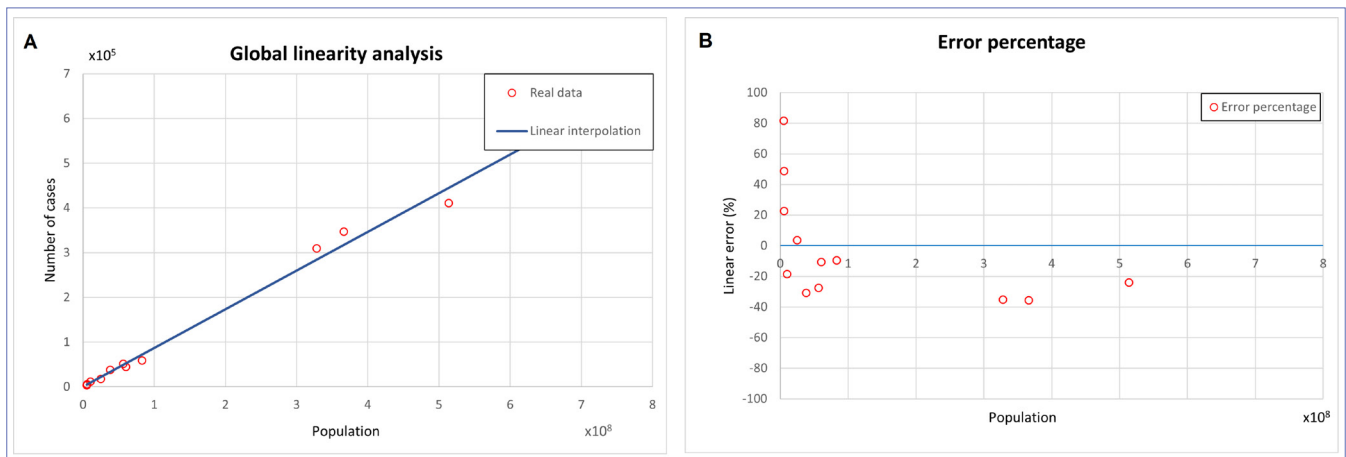 A
x10⁵
Global linearity analysis
Real data
Linear interpolation
Number of cases
7
6
5
4
3
2
1
0
0 1 2 3 4 5 6 7 8
Population
x10⁸
B
Error percentage
Error percentage
Linear error (%)
100
80
60
40
20
0
-20
-40
-60
-80
-100
0 1 2 3 4 5 6 7 8
Population
x10⁸